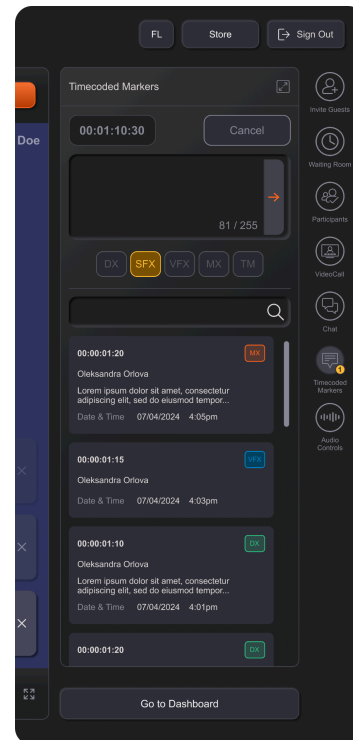 FL
Store
Sign Out
Doe
Timecoded Markers
00:01:10:30
Cancel
81 / 255
DX
SFX
VFX
MX
TM
00:00:01:20
MX
Oleksandra Orlova
Lorem ipsum dolor sit amet, consectetur
adipiscing elit, sed do eiusmod tempor...
Date & Time 07/04/2024 4:05pm
00:00:01:15
VFX
Oleksandra Orlova
Date & Time 07/04/2024 4:03pm
00:00:01:10
DX
Oleksandra Orlova
Lorem ipsum dolor sit amet, consectetur
adipiscing elit, sed do eiusmod tempor...
Date & Time 07/04/2024 4:01pm
00:00:01:20
DX
Go to Dashboard
Invite Guests
Waiting Room
Participants
VideoCall
Chat
1
Timecoded
Markers
Audio
Controls